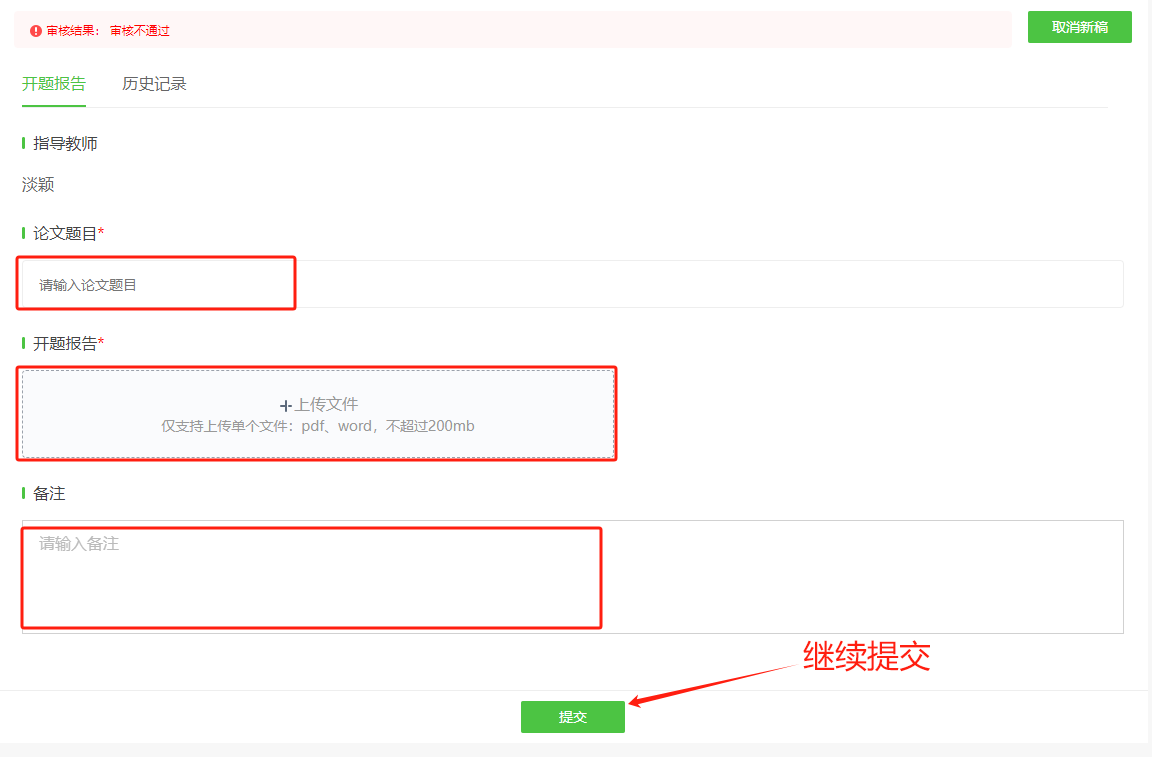 审核结果： 审核不通过
取消新稿
开题报告 历史记录
指导教师
淡颖
论文题目*
请输入论文题目
开题报告*
+上传文件
仅支持上传单个文件：pdf、word，不超过200mb
备注
请输入备注
继续提交
提交